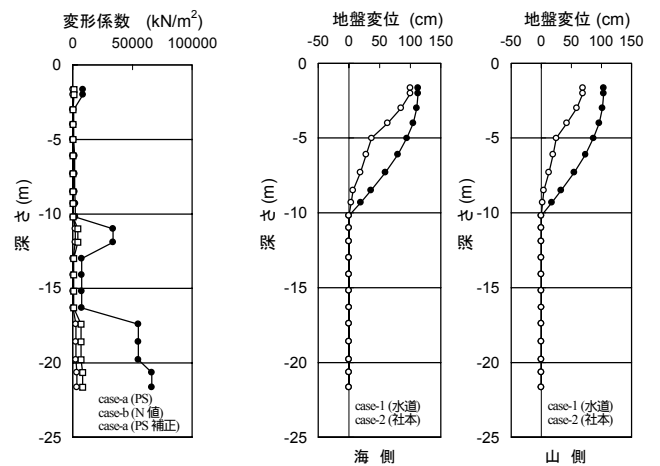 変形係数 (kN/m²)
0 50000 100000
0
-5
-10
-15
-20
-25
深さ(m)
case-a (PS)
case-b (N 値)
case-a (PS 補正)
地盤変位 (cm)
-50 0 50 100 150
0
-5
-10
-15
-20
-25
深さ(m)
case-1 (水道)
case-2 (社本)
海 側
地盤変位 (cm)
-50 0 50 100 150
0
-5
-10
-15
-20
-25
深さ(m)
case-1 (水道)
case-2 (社本)
山 側